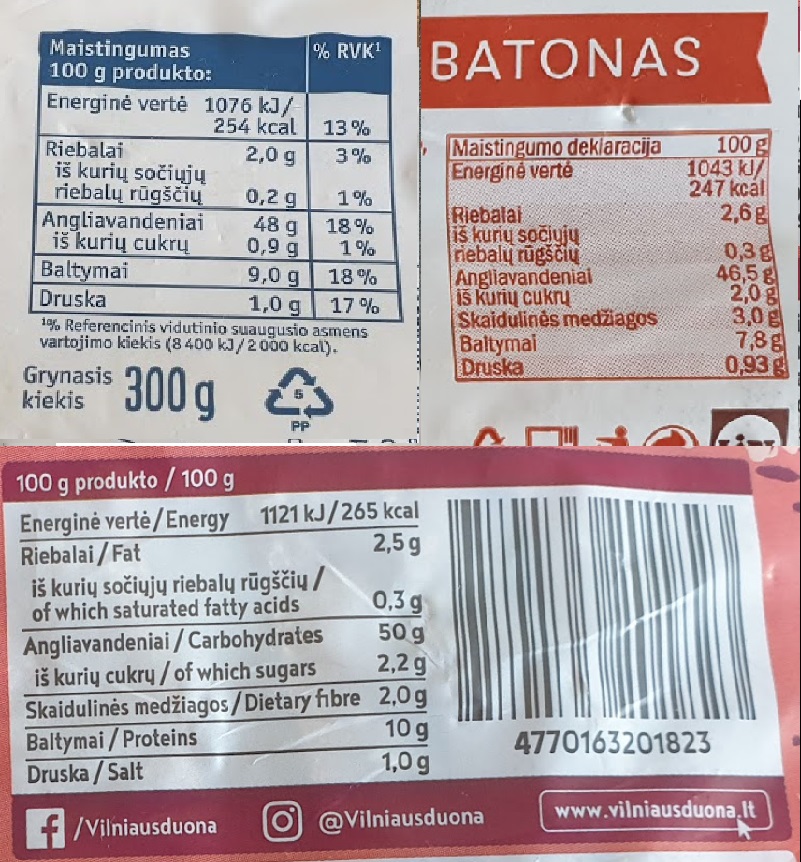 Maistingumas % RVK¹
100 g produkto:
Energinė vertė 1076 kJ/
254 kcal 13 %
Riebalai 2,0 g 3 %
iš kurių sočiųjų
riebalų rūgščių 0,2 g 1 %
Angliavandeniai 48 g 18 %
iš kurių cukrų 0,9 g 1 %
Baltymai 9,0 g 18 %
Druska 1,0 g 17 %
¹% Referencinis vidutinio suaugusio asmens
vartojimo kiekis (8 400 kJ / 2 000 kcal).
Grynasis
kiekis 300 g
5
PP
BATONAS
Maistingumo deklaracija 100 g
Energinė vertė 1043 kJ/
247 kcal
Riebalai 2,6 g
iš kurių sočiųjų
riebalų rūgščių 0,3 g
Angliavandeniai 46,5 g
iš kurių cukrų 2,0 g
Skaidulinės medžiagos 3,0 g
Baltymai 7,8 g
Druska 0,93 g
100 g produkto / 100 g
Energinė vertė/Energy 1121 kJ/265 kcal
Riebalai/Fat 2,5 g
iš kurių sočiųjų riebalų rūgščių /
of which saturated fatty acids 0,3 g
Angliavandeniai / Carbohydrates 50 g
iš kurių cukrų / of which sugars 2,2 g
Skaidulinės medžiagos/Dietary fibre 2,0 g
Baltymai / Proteins 10 g
Druska / Salt 1,0 g
4770163201823
f /Vilniausduona @Vilniausduona www.vilniausduona.lt